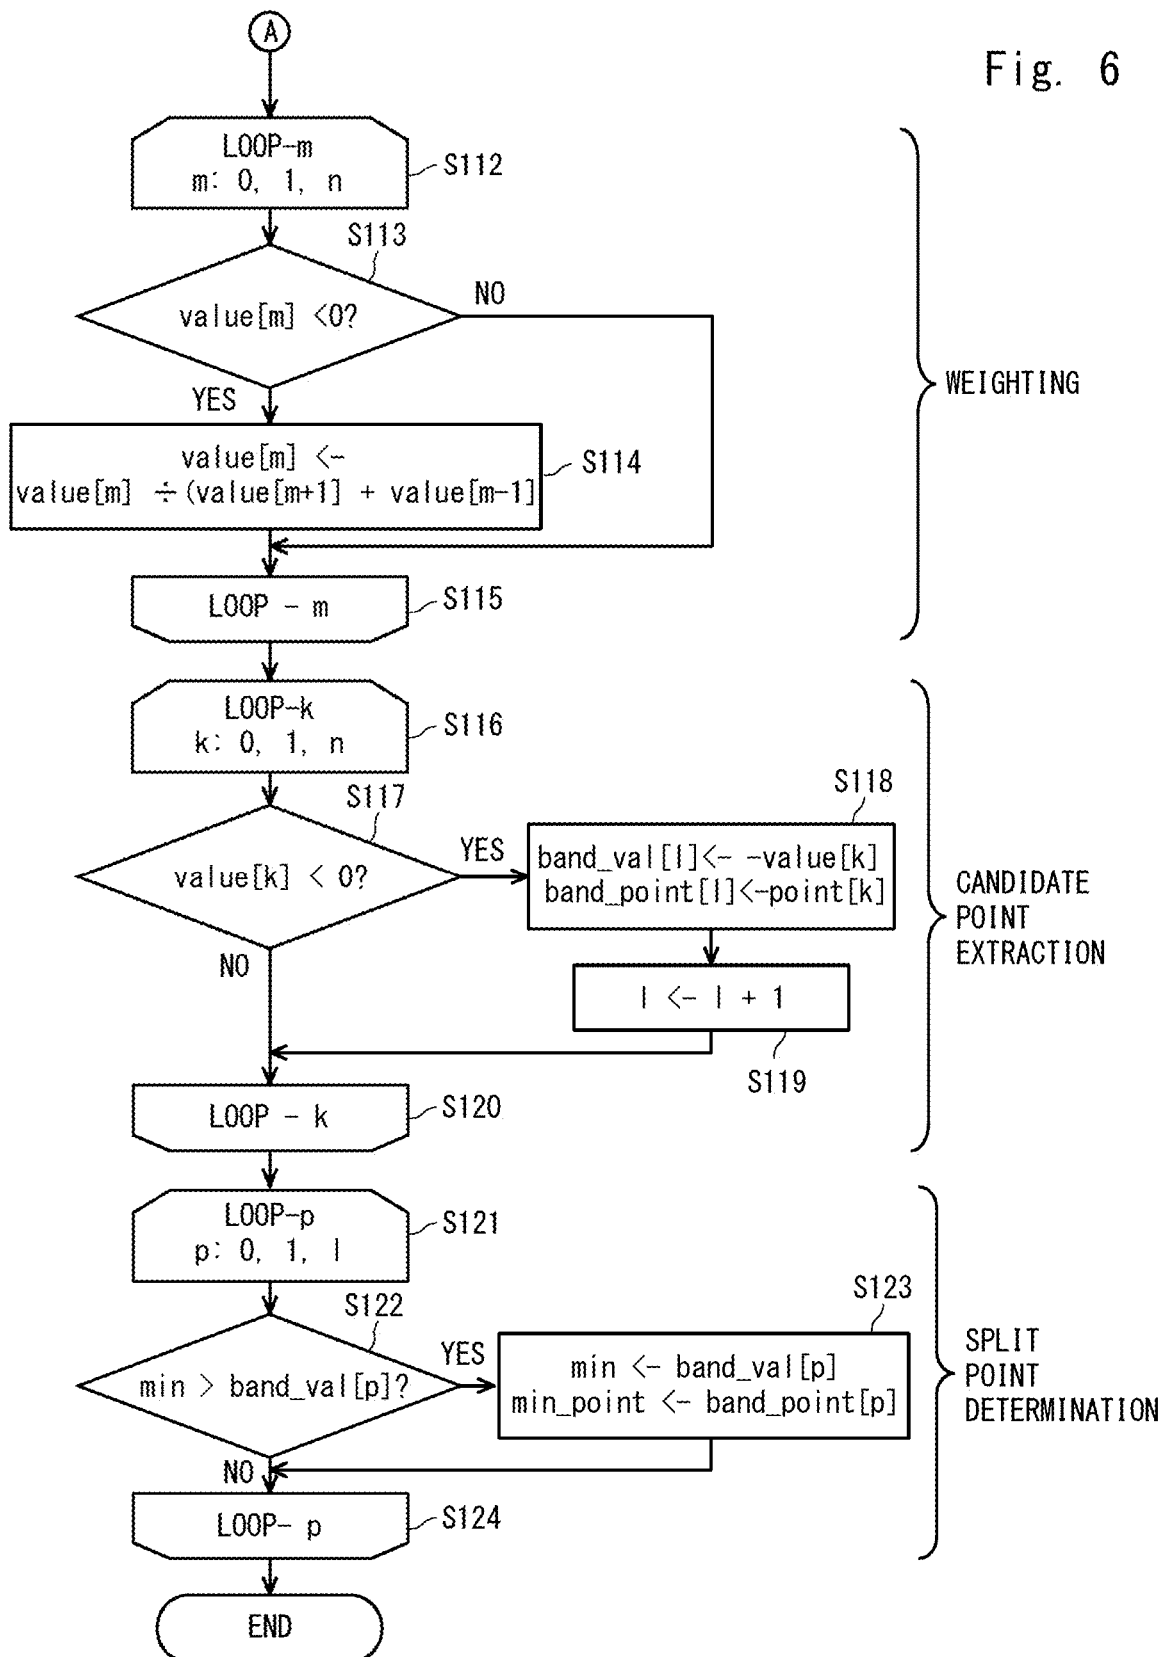 A
Fig. 6
LOOP-m
m: 0, 1, n
S112
S113
value[m] <0?
NO
YES
value[m] <-
value[m] ÷(value[m+1] + value[m-1]
S114
LOOP - m
S115
WEIGHTING
LOOP-k
k: 0, 1, n
S116
S117
value[k] < 0?
YES
NO
S118
band_val[l]<- -value[k]
band_point[l]<-point[k]
l <- l + 1
S119
LOOP - k
S120
CANDIDATE
POINT
EXTRACTION
LOOP-p
p: 0, 1, l
S121
S122
min > band_val[p]?
YES
NO
S123
min <- band_val[p]
min_point <- band_point[p]
LOOP- p
S124
SPLIT
POINT
DETERMINATION
END